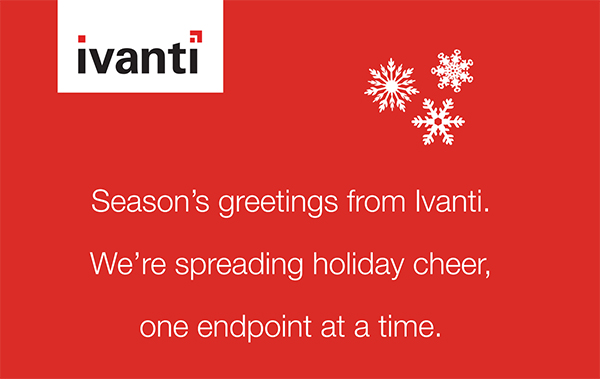 ivanti
Season's greetings from Ivanti.
We're spreading holiday cheer,
one endpoint at a time.